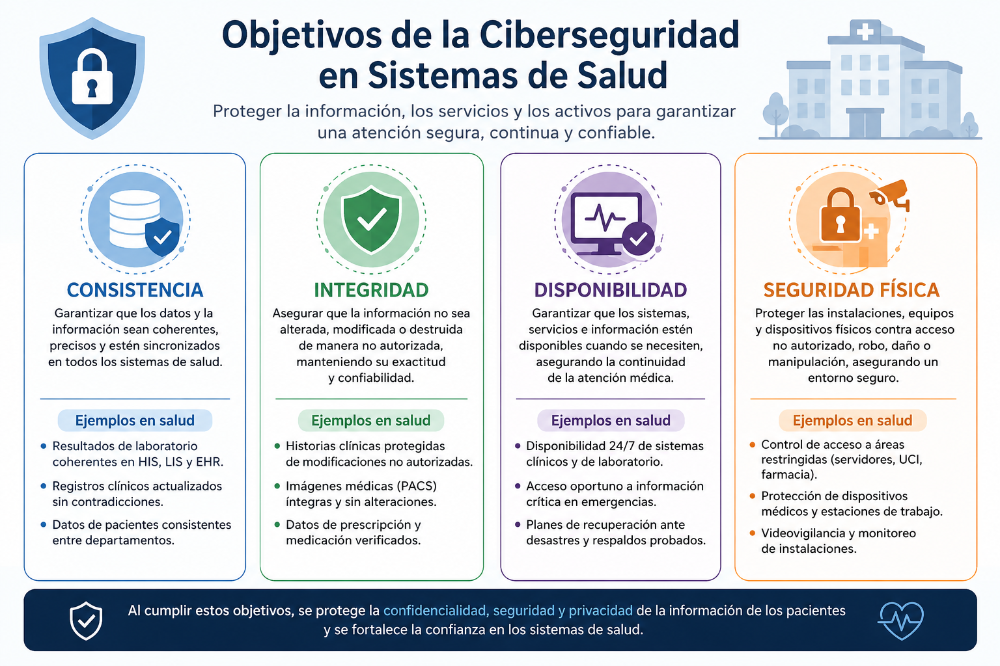 Objetivos de la Ciberseguridad
en Sistemas de Salud
Proteger la información, los servicios y los activos para garantizar
una atención segura, continua y confiable.
CONSISTENCIA
Garantizar que los datos y la
información sean coherentes,
precisos y estén sincronizados
en todos los sistemas de salud.
Ejemplos en salud
• Resultados de laboratorio
coherentes en HIS, LIS y EHR.
• Registros clínicos actualizados
sin contradicciones.
• Datos de pacientes consistentes
entre departamentos.
INTEGRIDAD
Asegurar que la información no sea
alterada, modificada o destruida
de manera no autorizada,
manteniendo su exactitud
y confiabilidad.
Ejemplos en salud
• Historias clínicas protegidas
de modificaciones no autorizadas.
• Imágenes médicas (PACS)
íntegras y sin alteraciones.
• Datos de prescripción y
medicación verificados.
DISPONIBILIDAD
Garantizar que los sistemas,
servicios e información estén
disponibles cuando se necesiten,
asegurando la continuidad
de la atención médica.
Ejemplos en salud
• Disponibilidad 24/7 de sistemas
clínicos y de laboratorio.
• Acceso oportuno a información
crítica en emergencias.
• Planes de recuperación ante
desastres y respaldos probados.
SEGURIDAD FÍSICA
Proteger las instalaciones, equipos
y dispositivos físicos contra acceso
no autorizado, robo, daño o
manipulación, asegurando un
entorno seguro.
Ejemplos en salud
• Control de acceso a áreas
restringidas (servidores, UCI,
farmacia).
• Protección de dispositivos
médicos y estaciones de trabajo.
• Videovigilancia y monitoreo
de instalaciones.
Al cumplir estos objetivos, se protege la confidencialidad, seguridad y privacidad de la información de los pacientes
y se fortalece la confianza en los sistemas de salud.